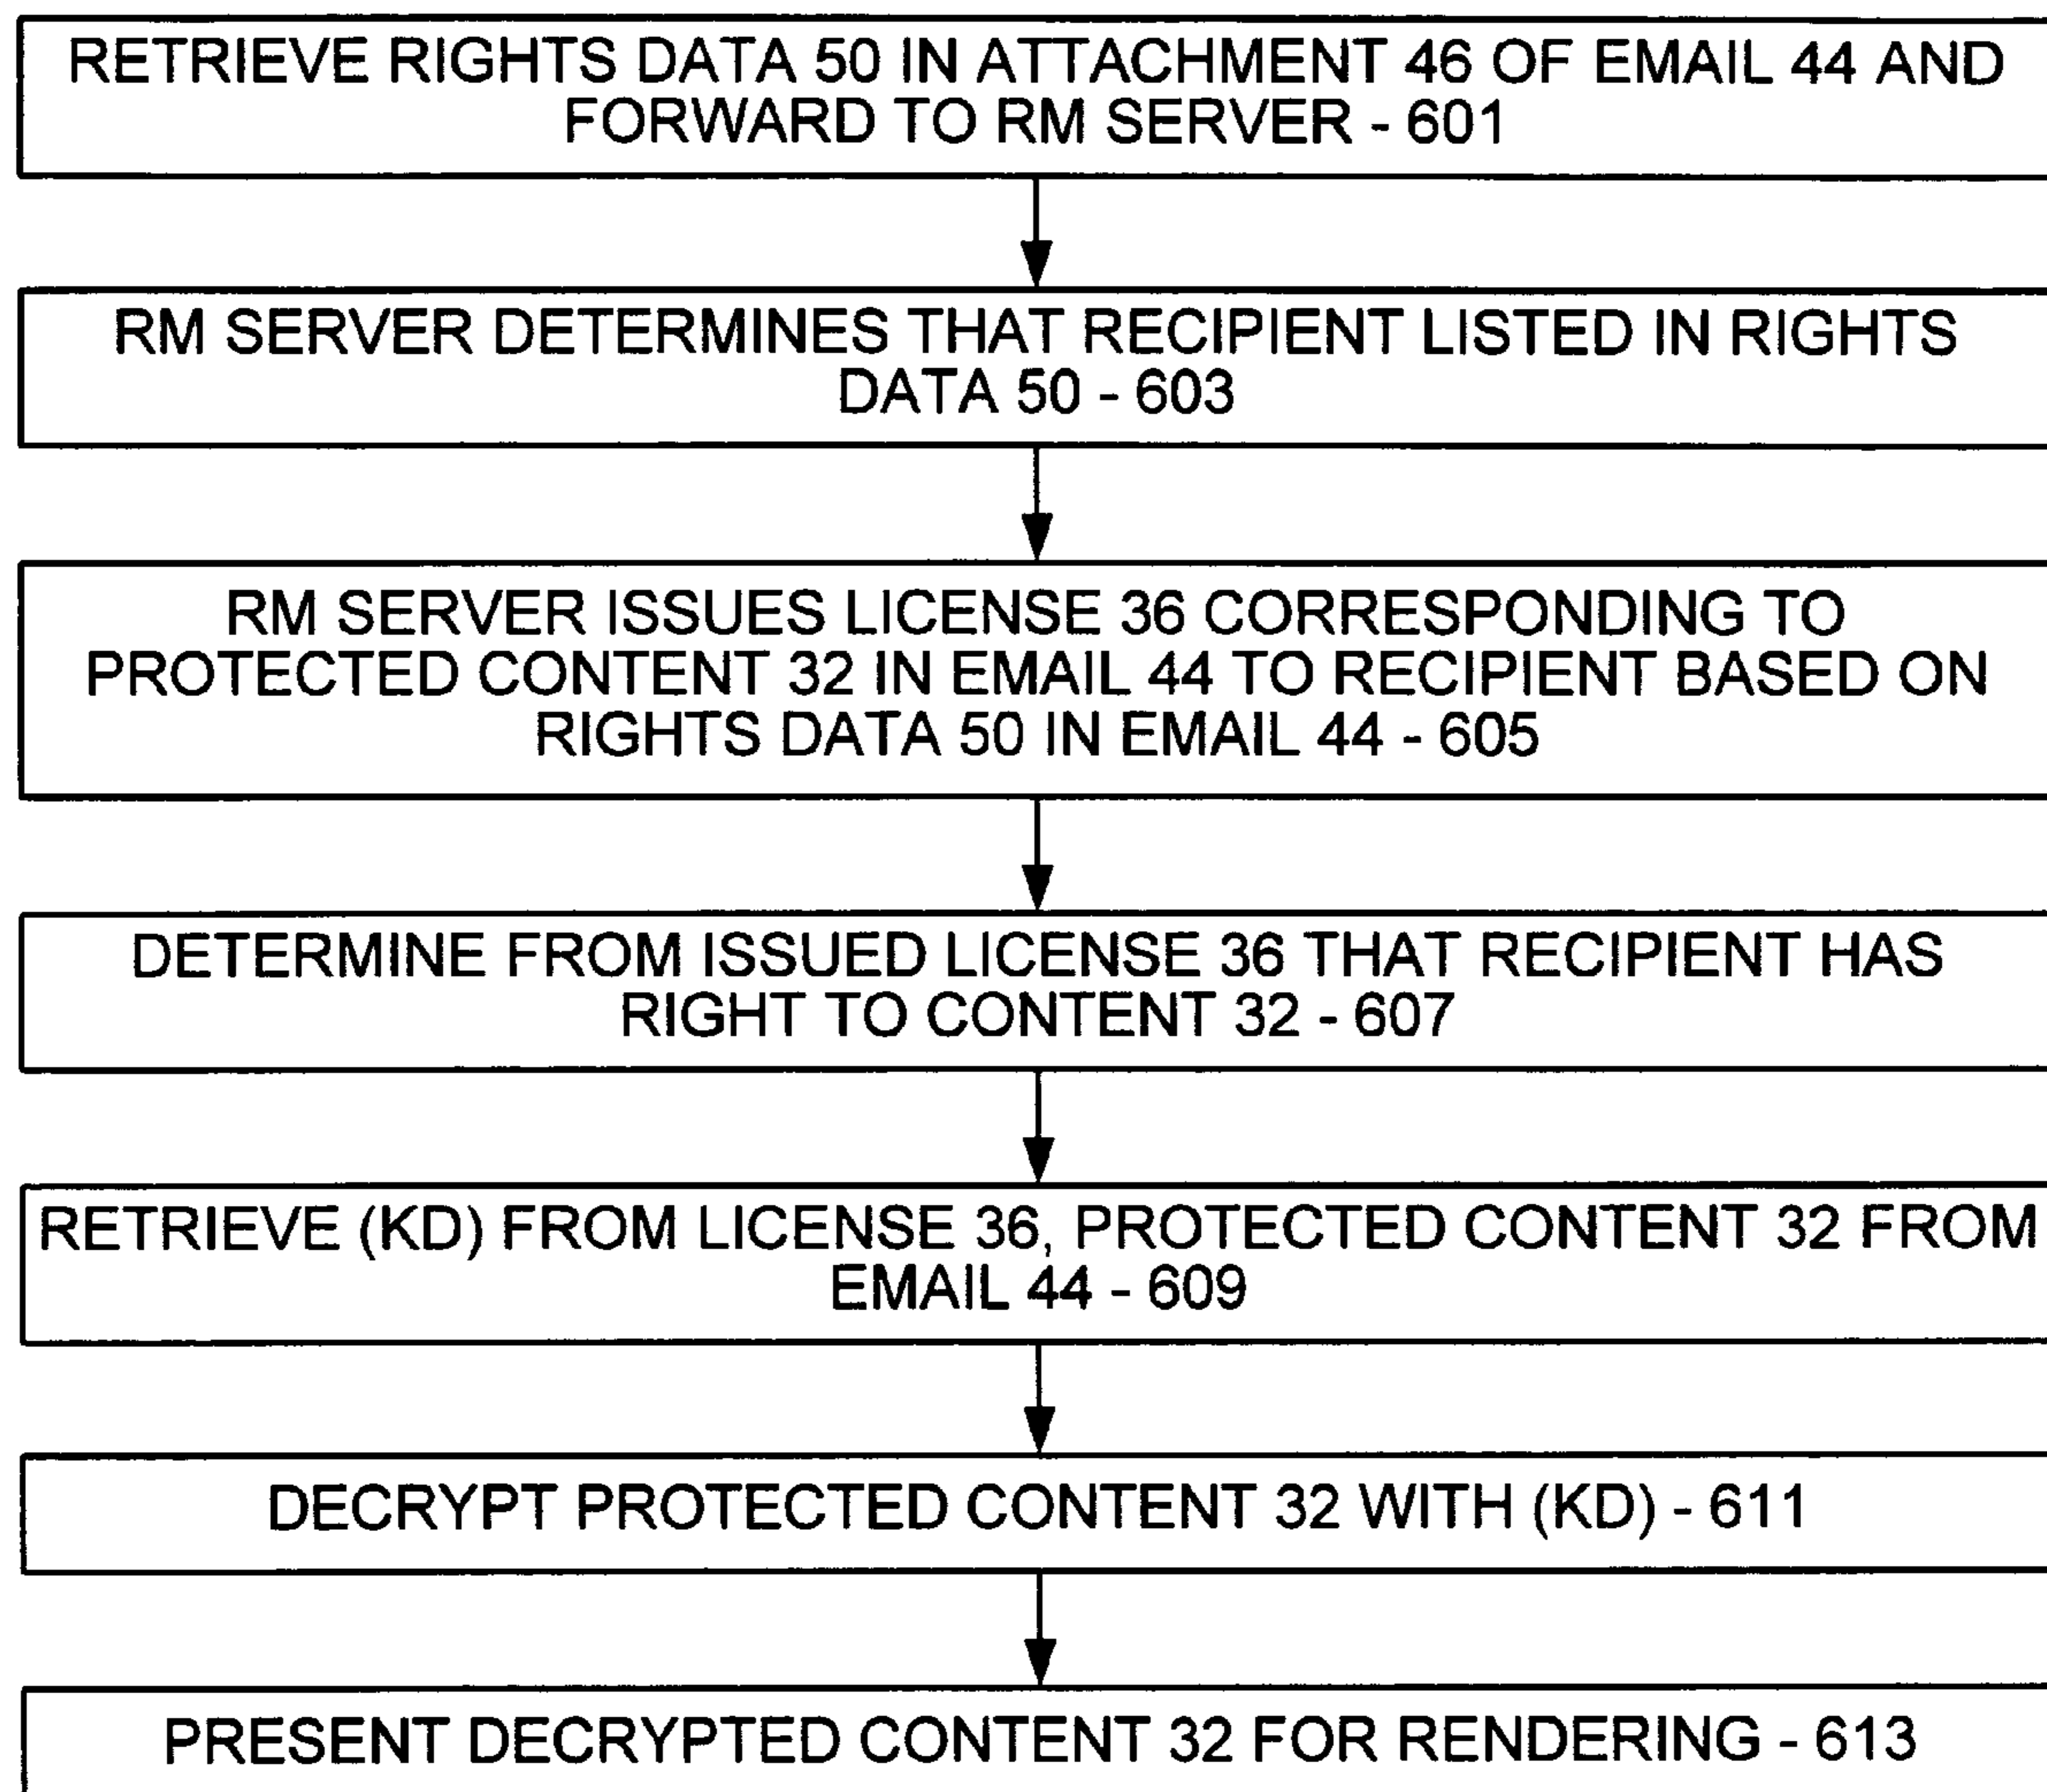 RETRIEVE RIGHTS DATA 50 IN ATTACHMENT 46 OF EMAIL 44 AND
FORWARD TO RM SERVER - 601
RM SERVER DETERMINES THAT RECIPIENT LISTED IN RIGHTS
DATA 50 - 603
RM SERVER ISSUES LICENSE 36 CORRESPONDING TO
PROTECTED CONTENT 32 IN EMAIL 44 TO RECIPIENT BASED ON
RIGHTS DATA 50 IN EMAIL 44 - 605
DETERMINE FROM ISSUED LICENSE 36 THAT RECIPIENT HAS
RIGHT TO CONTENT 32 - 607
RETRIEVE (KD) FROM LICENSE 36, PROTECTED CONTENT 32 FROM
EMAIL 44 - 609
DECRYPT PROTECTED CONTENT 32 WITH (KD) - 611
PRESENT DECRYPTED CONTENT 32 FOR RENDERING - 613